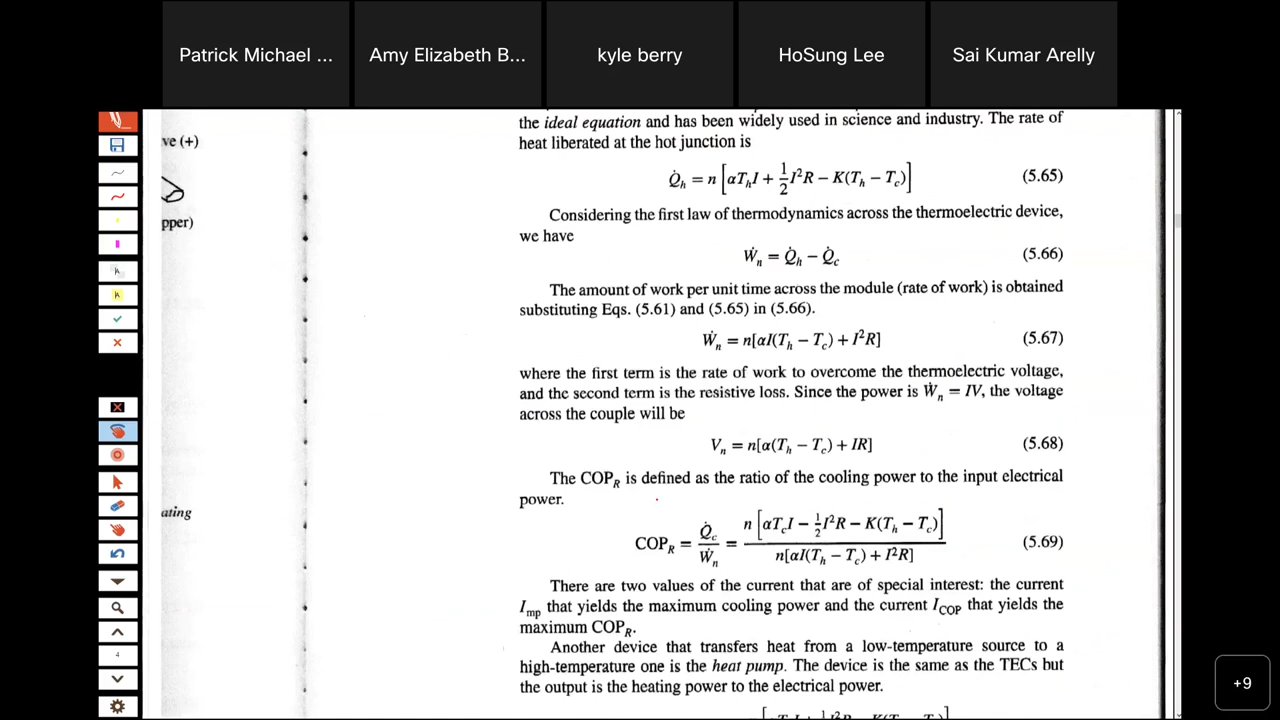 Patrick Michael ...
Amy Elizabeth B...
kyle berry
HoSung Lee
Sai Kumar Arelly
ve (+)
pper)
ating
the ideal equation and has been widely used in science and industry. The rate of
heat liberated at the hot junction is
Q̇h = n [αThI + 1/2 I²R − K(Th − Tc)] (5.65)
Considering the first law of thermodynamics across the thermoelectric device,
we have
Ẇn = Q̇h − Q̇c (5.66)
The amount of work per unit time across the module (rate of work) is obtained
substituting Eqs. (5.61) and (5.65) in (5.66).
Ẇn = n[αI(Th − Tc) + I²R] (5.67)
where the first term is the rate of work to overcome the thermoelectric voltage,
and the second term is the resistive loss. Since the power is Ẇn = IV, the voltage
across the couple will be
Vn = n[α(Th − Tc) + IR] (5.68)
The COPR is defined as the ratio of the cooling power to the input electrical
power.
COPR = Q̇c/Ẇn = n [αTcI − 1/2 I²R − K(Th − Tc)] / n[αI(Th − Tc) + I²R] (5.69)
There are two values of the current that are of special interest: the current
Imp that yields the maximum cooling power and the current ICOP that yields the
maximum COPR.
Another device that transfers heat from a low-temperature source to a
high-temperature one is the heat pump. The device is the same as the TECs but
the output is the heating power to the electrical power.
4
+9